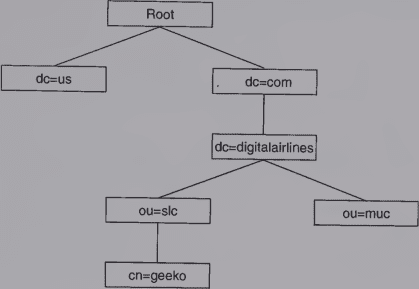 Root
dc=us
dc=com
dc=digitalairlines
ou=slc
ou=muc
cn=geeko